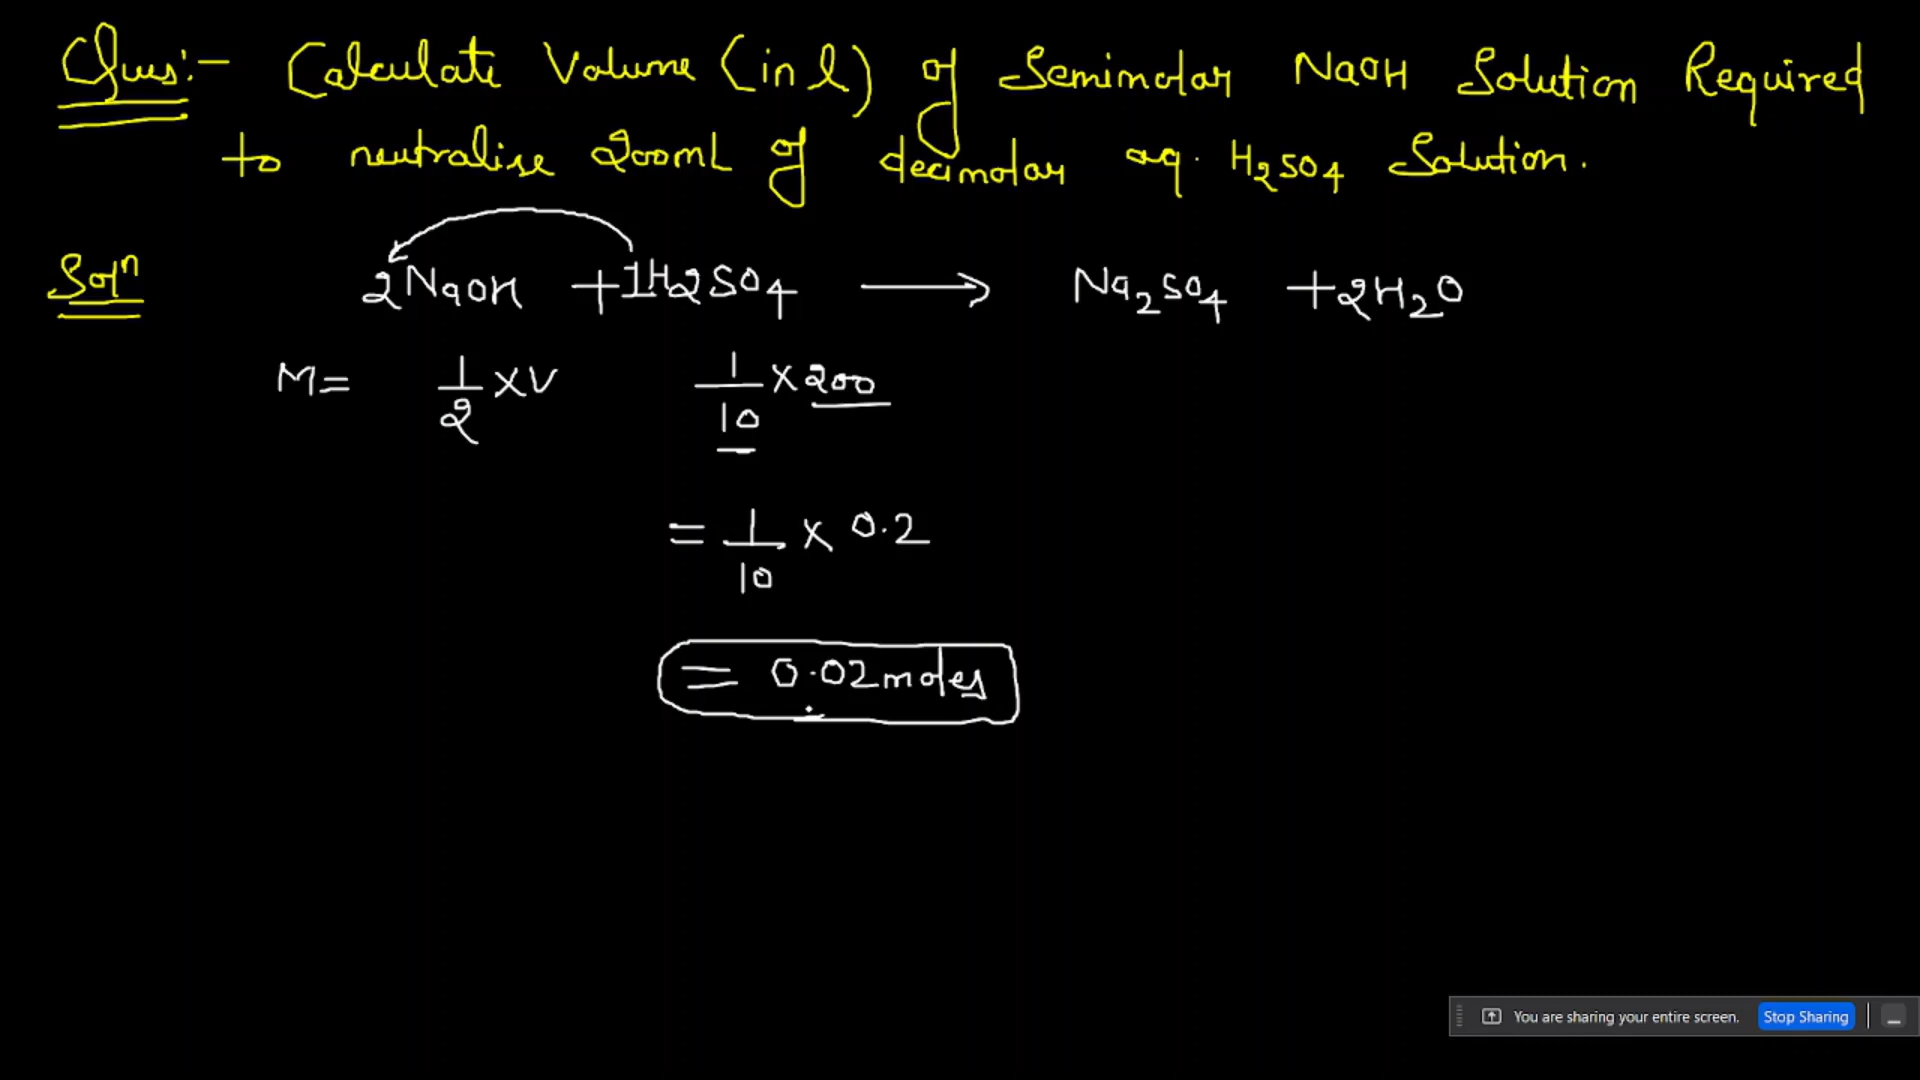 Ques:- Calculate Volume (in l) of Semimolar NaOH Solution Required
to neutralise 200mL of decimolar aq. H₂SO₄ Solution.
Solⁿ 2NaOH + 1H2SO₄ ⟶ Na₂SO₄ + 2H₂O
M = 1/2 × V 1/10 × 200
= 1/10 × 0.2
= 0.02 moles
You are sharing your entire screen. Stop Sharing